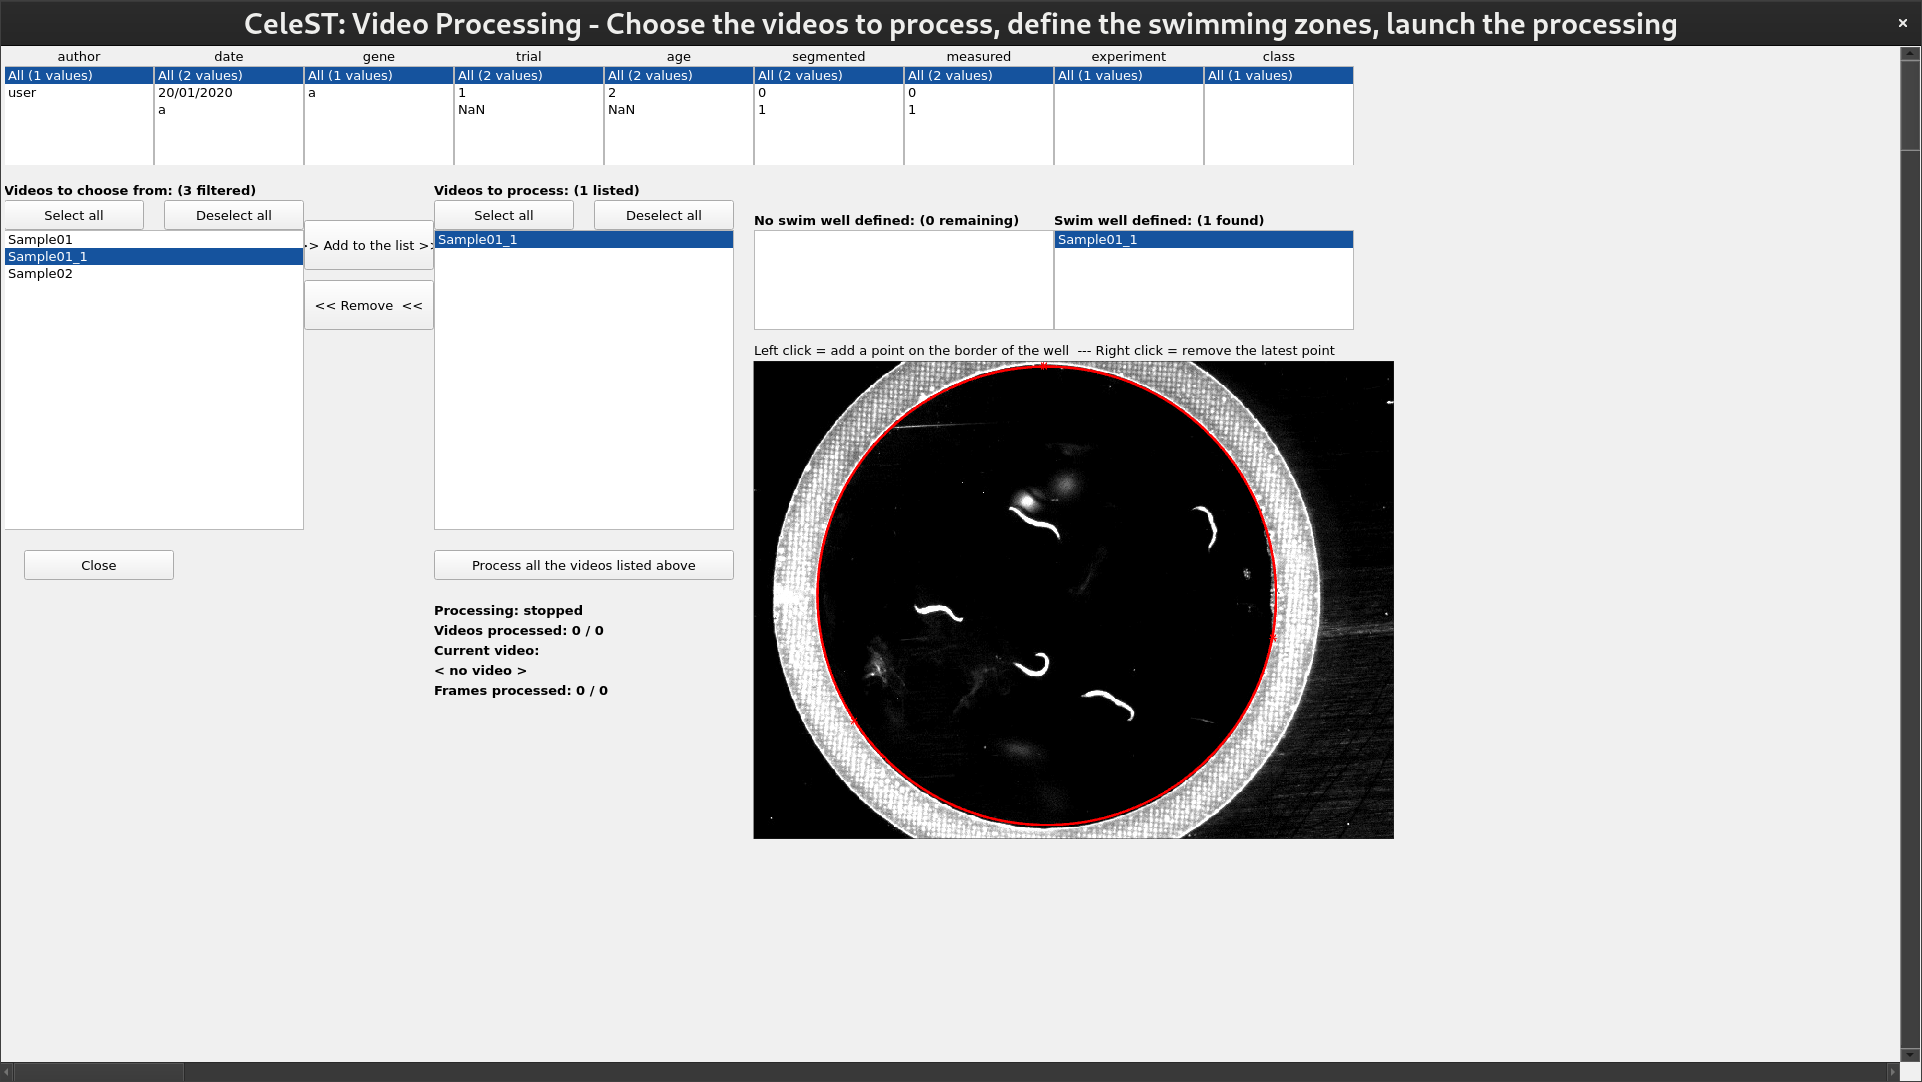 CeleST: Video Processing - Choose the videos to process, define the swimming zones, launch the processing
author date gene trial age segmented measured experiment class
All (1 values) All (2 values) All (1 values) All (2 values) All (2 values) All (2 values) All (2 values) All (1 values) All (1 values)
user 20/01/2020 a 1 2 0 0
a NaN NaN 1 1
Videos to choose from: (3 filtered) Videos to process: (1 listed)
Select all Deselect all Select all Deselect all
No swim well defined: (0 remaining) Swim well defined: (1 found)
Sample01 Sample01_1 Sample01_1
> Add to the list >
Sample01_1
Sample02
<< Remove <<
Left click = add a point on the border of the well --- Right click = remove the latest point
Close Process all the videos listed above
Processing: stopped
Videos processed: 0 / 0
Current video:
< no video >
Frames processed: 0 / 0